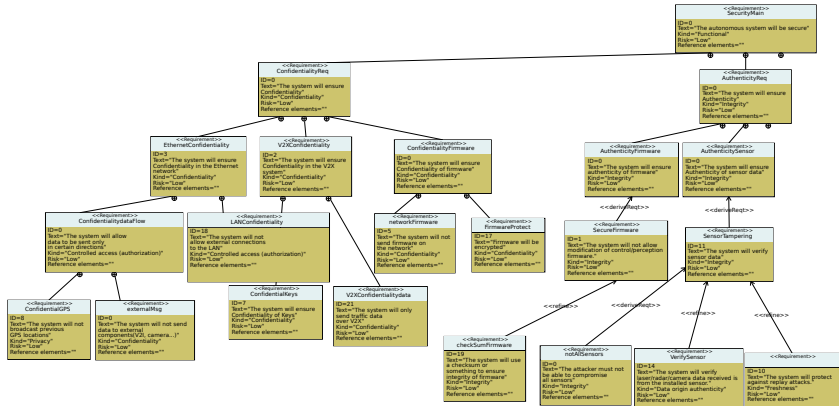 <<Requirement>>
SecurityMain
ID=0
Text="The autonomous system will be secure"
Kind="Functional"
Risk="Low"
Reference elements=""
<<Requirement>>
ConfidentialityReq
ID=0
Text="The system will ensure
Confidentiality"
Kind="Confidentiality"
Risk="Low"
Reference elements=""
<<Requirement>>
AuthenticityReq
ID=0
Text="The system will ensure
Authenticity"
Kind="Integrity"
Risk="Low"
Reference elements=""
<<Requirement>>
EthernetConfidentiality
ID=3
Text="The system will ensure
Confidentiality in the Ethernet
network"
Kind="Confidentiality"
Risk="Low"
Reference elements=""
<<Requirement>>
V2XConfidentiality
ID=2
Text="The system will ensure
Confidentiality in the V2X
system"
Kind="Confidentiality"
Risk="Low"
Reference elements=""
<<Requirement>>
ConfidentialityFirmware
ID=0
Text="The system will ensure
Confidentiality of firmware"
Kind="Confidentiality"
Risk="Low"
Reference elements=""
<<Requirement>>
AuthenticityFirmware
ID=0
Text="The system will ensure
authenticity of firmware"
Kind="Integrity"
Risk="Low"
Reference elements=""
<<Requirement>>
AuthenticitySensor
ID=0
Text="The system will ensure
Authenticity of sensor data"
Kind="Integrity"
Risk="Low"
Reference elements=""
<<deriveReqt>>
<<deriveReqt>>
<<Requirement>>
ConfidentialitydataFlow
ID=0
Text="The system will allow
data to be sent only
in certain directions"
Kind="Controlled access (authorization)"
Risk="Low"
Reference elements=""
<<Requirement>>
LANConfidentiality
ID=18
Text="The system will not
allow external connections
to the LAN"
Kind="Controlled access (authorization)"
Risk="Low"
Reference elements=""
<<Requirement>>
networkFirmware
ID=5
Text="The system will not
send firmware on
the network"
Kind="Confidentiality"
Risk="Low"
Reference elements=""
<<Requirement>>
FirmwareProtect
ID=17
Text="Firmware will be
encrypted"
Kind="Confidentiality"
Risk="Low"
Reference elements=""
<<Requirement>>
SecureFirmware
ID=1
Text="The system will not allow
modification of control/perception
firmware."
Kind="Integrity"
Risk="Low"
Reference elements=""
<<Requirement>>
SensorTampering
ID=11
Text="The system will verify
sensor data"
Kind="Integrity"
Risk="Low"
Reference elements=""
<<Requirement>>
ConfidentialGPS
ID=8
Text="The system will not
broadcast previous
GPS locations"
Kind="Privacy"
Risk="Low"
Reference elements=""
<<Requirement>>
externalMsg
ID=0
Text="The system will not send
data to external
components(V2I, camera...)"
Kind="Confidentiality"
Risk="Low"
Reference elements=""
<<Requirement>>
ConfidentialKeys
ID=7
Text="The system will ensure
Confidentiality of Keys"
Kind="Confidentiality"
Risk="Low"
Reference elements=""
<<Requirement>>
V2XConfidentialitydata
ID=21
Text="The system will only
send traffic data
over V2X"
Kind="Confidentiality"
Risk="Low"
Reference elements=""
<<refine>>
<<deriveReqt>>
<<refine>>
<<refine>>
<<Requirement>>
checkSumFirmware
ID=19
Text="The system will use
a checksum or
something to ensure
integrity of firmware"
Kind="Integrity"
Risk="Low"
Reference elements=""
<<Requirement>>
notAllSensors
ID=0
Text="The attacker must not
be able to compromise
all sensors"
Kind="Integrity"
Risk="Low"
Reference elements=""
<<Requirement>>
VerifySensor
ID=14
Text="The system will verify
(laser/radar/camera data received is
from the installed sensor."
Kind="Data origin authenticity"
Risk="Low"
Reference elements=""
<<Requirement>>
ID=10
Text="The system will protect
against replay attacks."
Kind="Freshness"
Risk="Low"
Reference elements=""